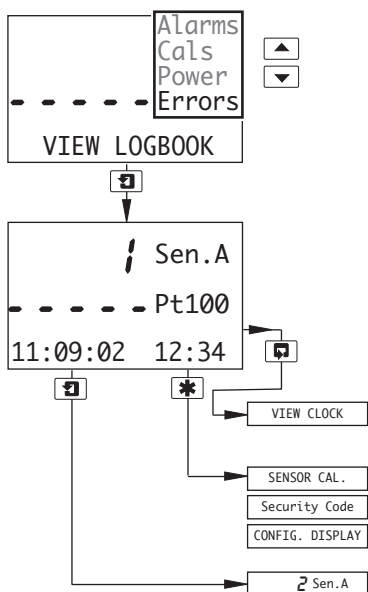 Alarms
Cals
Power
- - - - - Errors
VIEW LOGBOOK
1 Sen.A
- - - - - Pt100
11:09:02 12:34
VIEW CLOCK
SENSOR CAL.
Security Code
CONFIG. DISPLAY
2 Sen.A